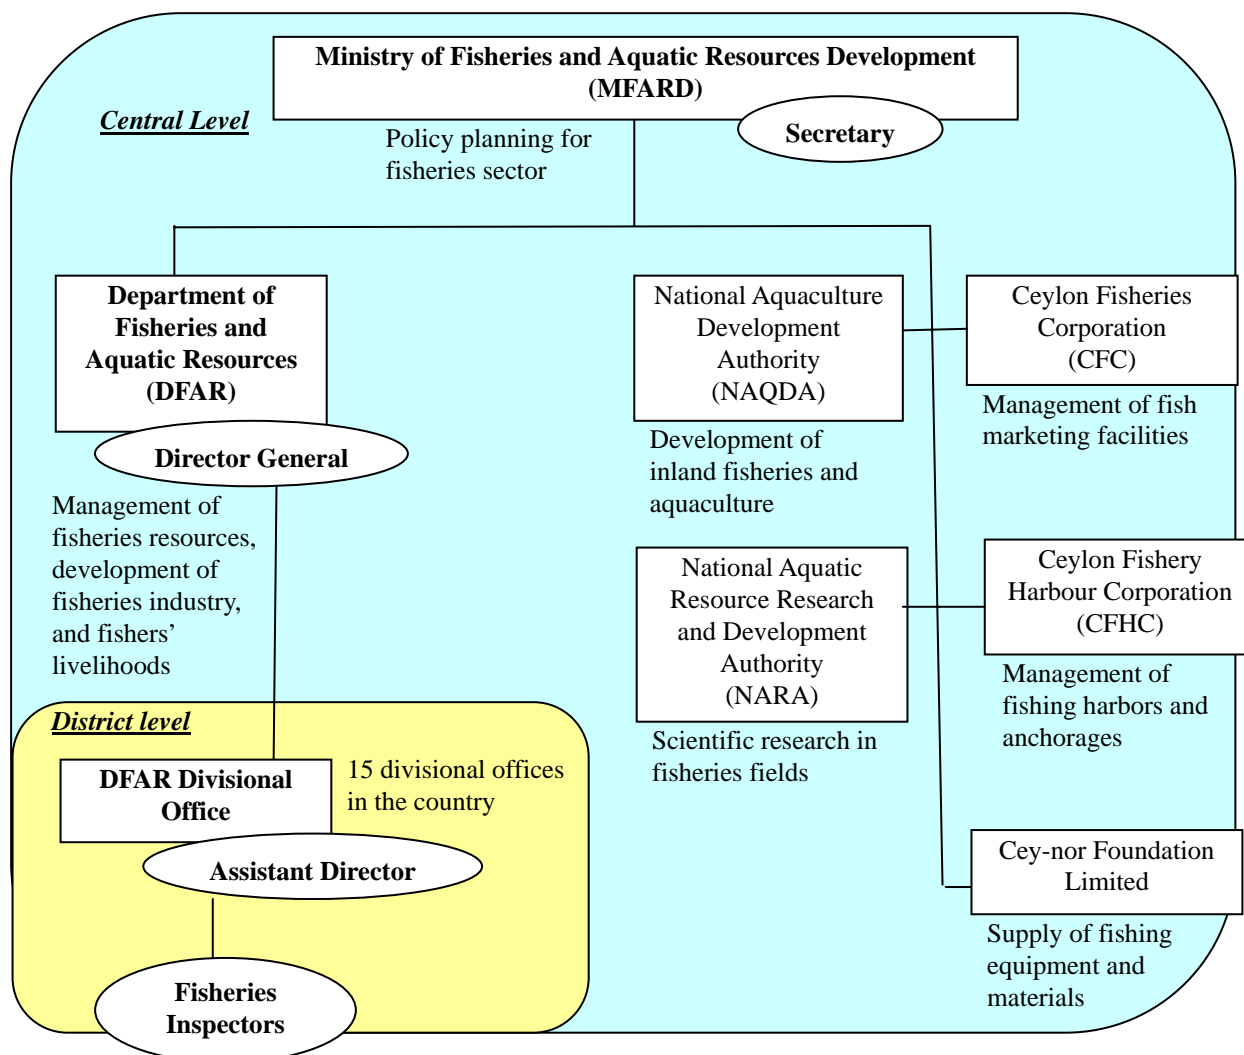 Ministry of Fisheries and Aquatic Resources Development
(MFARD)
Central Level
Secretary
Policy planning for
fisheries sector
Department of
Fisheries and
Aquatic Resources
(DFAR)
Director General
Management of
fisheries resources,
development of
fisheries industry,
and fishers’
livelihoods
National Aquaculture
Development
Authority
(NAQDA)
Development of
inland fisheries and
aquaculture
Ceylon Fisheries
Corporation
(CFC)
Management of fish
marketing facilities
National Aquatic
Resource Research
and Development
Authority
(NARA)
Scientific research in
fisheries fields
Ceylon Fishery
Harbour Corporation
(CFHC)
Management of
fishing harbors and
anchorages
Cey-nor Foundation
Limited
Supply of fishing
equipment and
materials
District level
DFAR Divisional
Office
15 divisional offices
in the country
Assistant Director
Fisheries
Inspectors